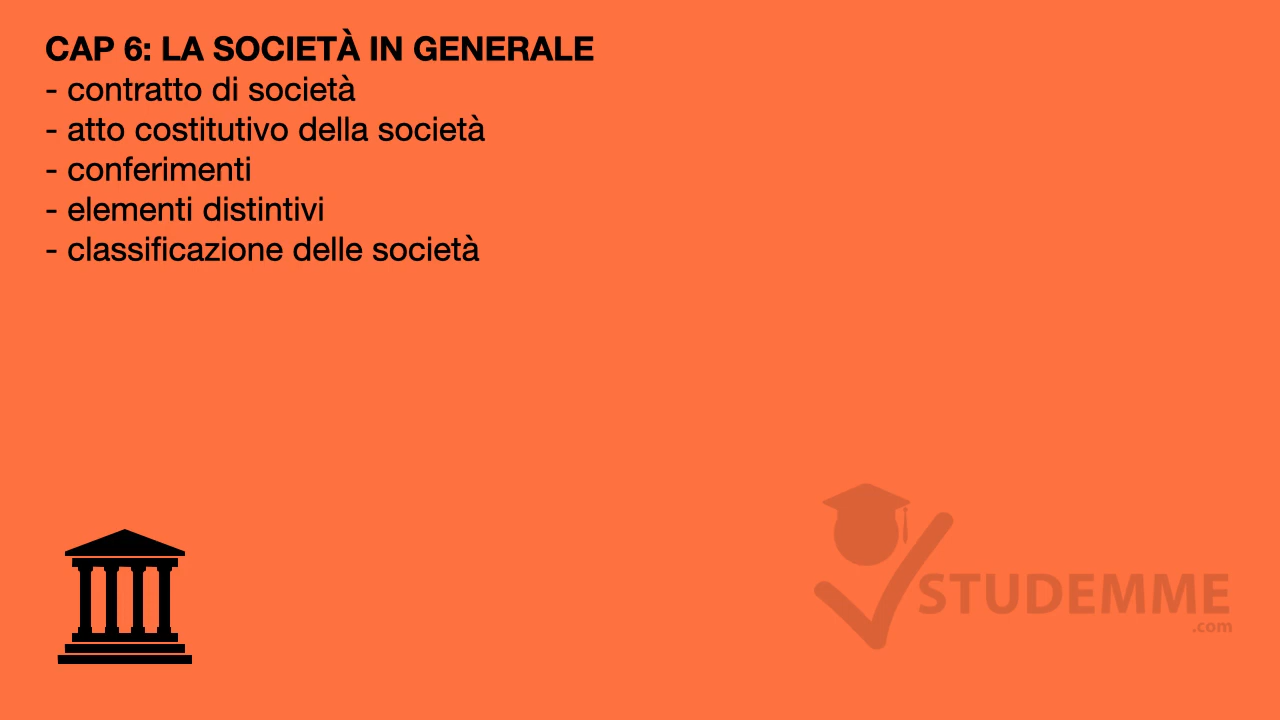 CAP 6: LA SOCIETÀ IN GENERALE
- contratto di società
- atto costitutivo della società
- conferimenti
- elementi distintivi
- classificazione delle società
STUDEMME
.com